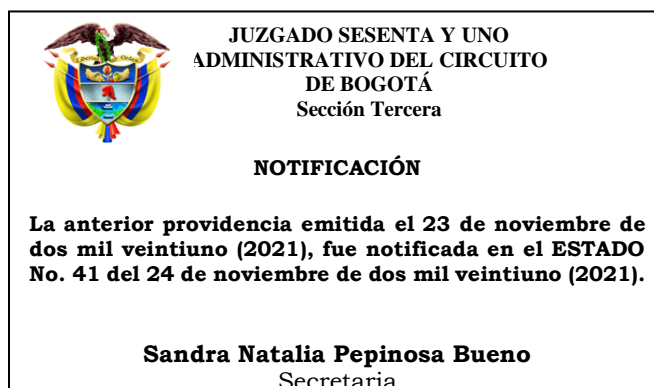 JUZGADO SESENTA Y UNO
ADMINISTRATIVO DEL CIRCUITO
DE BOGOTÁ
Sección Tercera
NOTIFICACIÓN
La anterior providencia emitida el 23 de noviembre de
dos mil veintiuno (2021), fue notificada en el ESTADO
No. 41 del 24 de noviembre de dos mil veintiuno (2021).
Sandra Natalia Pepinosa Bueno
Secretaria